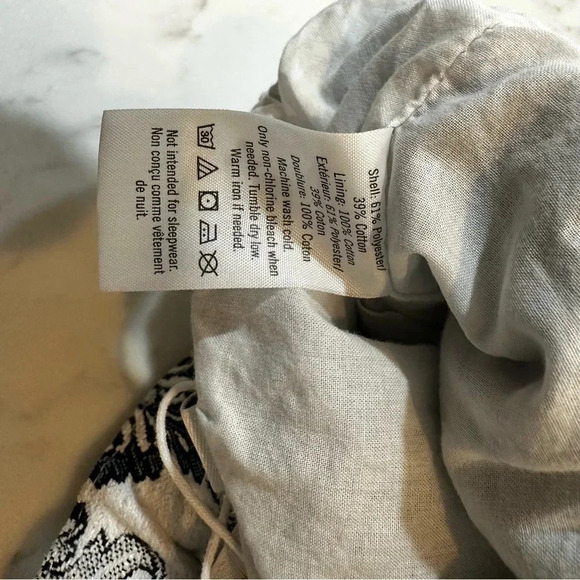 Shell: 61% Polyester/
39% Cotton
Lining: 100% Cotton
Extérieur: 61% Polyester/
39% Coton
Doublure: 100% Coton
Machine wash cold.
Only non-chlorine bleach when
needed. Tumble dry low.
Warm iron if needed.
30
Not intended for sleepwear.
Non conçu comme vêtement
de nuit.